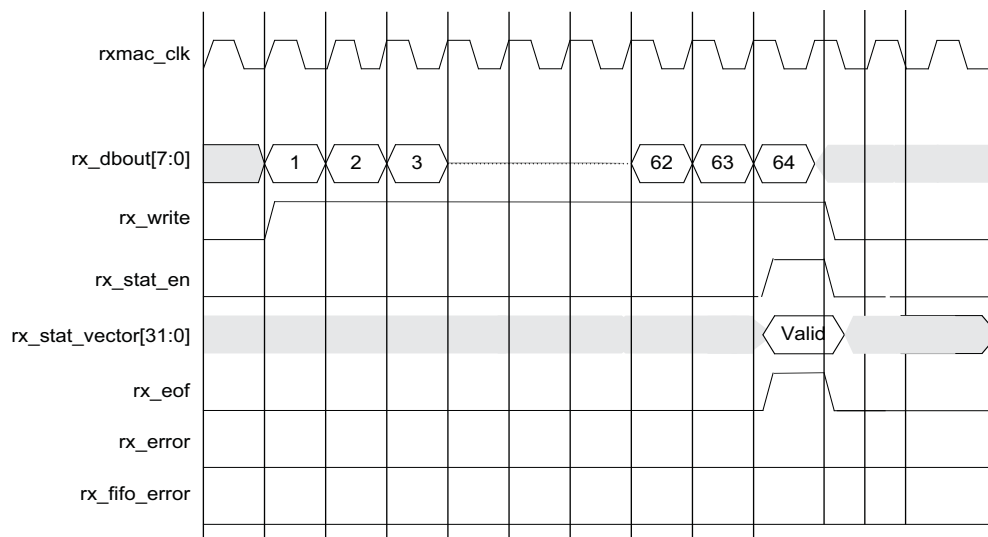 rxmac_clk
rx_dbout[7:0] 1 2 3 62 63 64
rx_write
rx_stat_en
rx_stat_vector[31:0] Valid
rx_eof
rx_error
rx_fifo_error